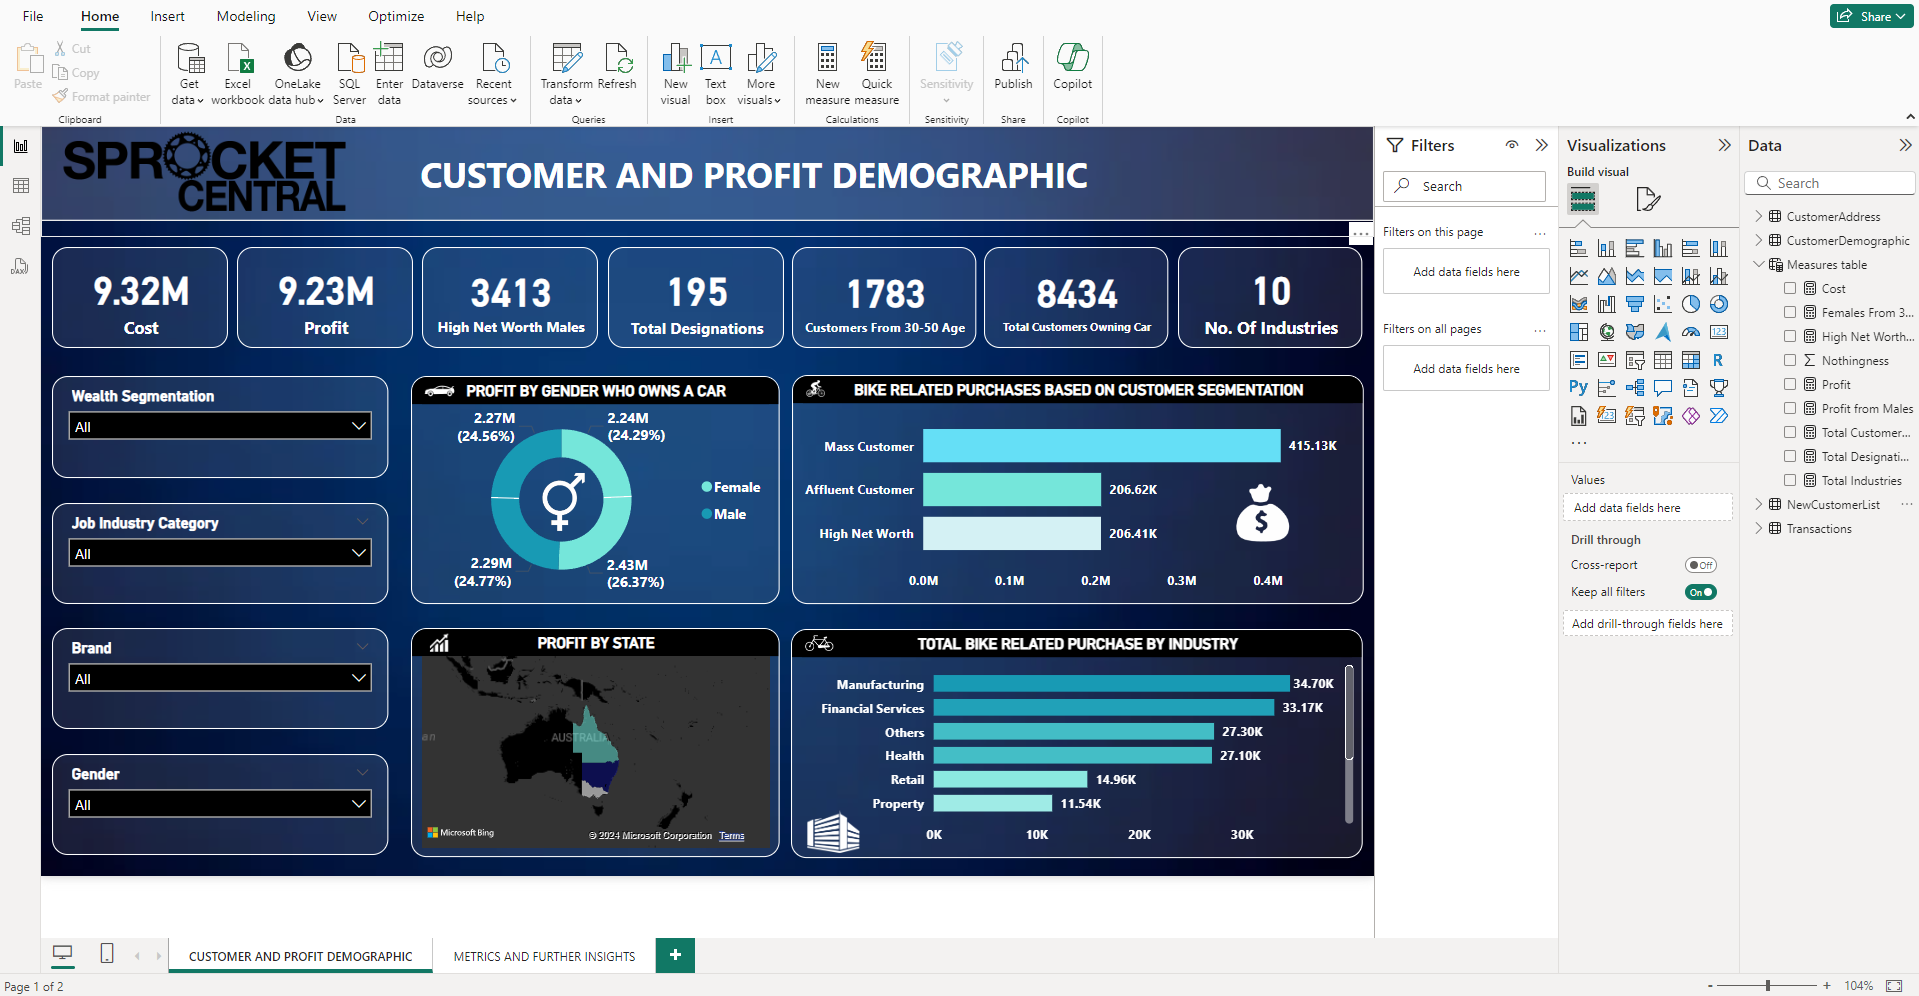 File Home Insert Modeling View Optimize Help
Share
Paste
Cut
Copy
Format painter
Clipboard
Get data
Excel workbook
OneLake data hub
SQL Server
Enter data
Dataverse
Recent sources
Data
Transform data
Refresh
Queries
New visual
Text box
More visuals
Insert
New measure
Quick measure
Calculations
Sensitivity
Sensitivity
Publish
Share
Copilot
Copilot
SPROCKET
CENTRAL
CUSTOMER AND PROFIT DEMOGRAPHIC
9.32M
Cost
9.23M
Profit
3413
High Net Worth Males
195
Total Designations
1783
Customers From 30-50 Age
8434
Total Customers Owning Car
10
No. Of Industries
Wealth Segmentation
All
Job Industry Category
All
Brand
All
Gender
All
PROFIT BY GENDER WHO OWNS A CAR
2.27M
(24.56%)
2.24M
(24.29%)
2.29M
(24.77%)
2.43M
(26.37%)
Female
Male
BIKE RELATED PURCHASES BASED ON CUSTOMER SEGMENTATION
Mass Customer 415.13K
Affluent Customer 206.62K
High Net Worth 206.41K
0.0M 0.1M 0.2M 0.3M 0.4M
PROFIT BY STATE
an
AUSTRALIA
Microsoft Bing
© 2024 Microsoft Corporation Terms
TOTAL BIKE RELATED PURCHASE BY INDUSTRY
Manufacturing 34.70K
Financial Services 33.17K
Others 27.30K
Health 27.10K
Retail 14.96K
Property 11.54K
0K 10K 20K 30K
Filters
Search
Filters on this page
Add data fields here
Filters on all pages
Add data fields here
Visualizations
Build visual
123
R
Py
123
Values
Add data fields here
Drill through
Cross-report Off
Keep all filters On
Add drill-through fields here
Data
Search
CustomerAddress
CustomerDemographic
Measures table
Cost
Females From 3...
High Net Worth...
Nothingness
Profit
Profit from Males
Total Customer...
Total Designati...
Total Industries
NewCustomerList
Transactions
CUSTOMER AND PROFIT DEMOGRAPHIC
METRICS AND FURTHER INSIGHTS
Page 1 of 2
- + 104%